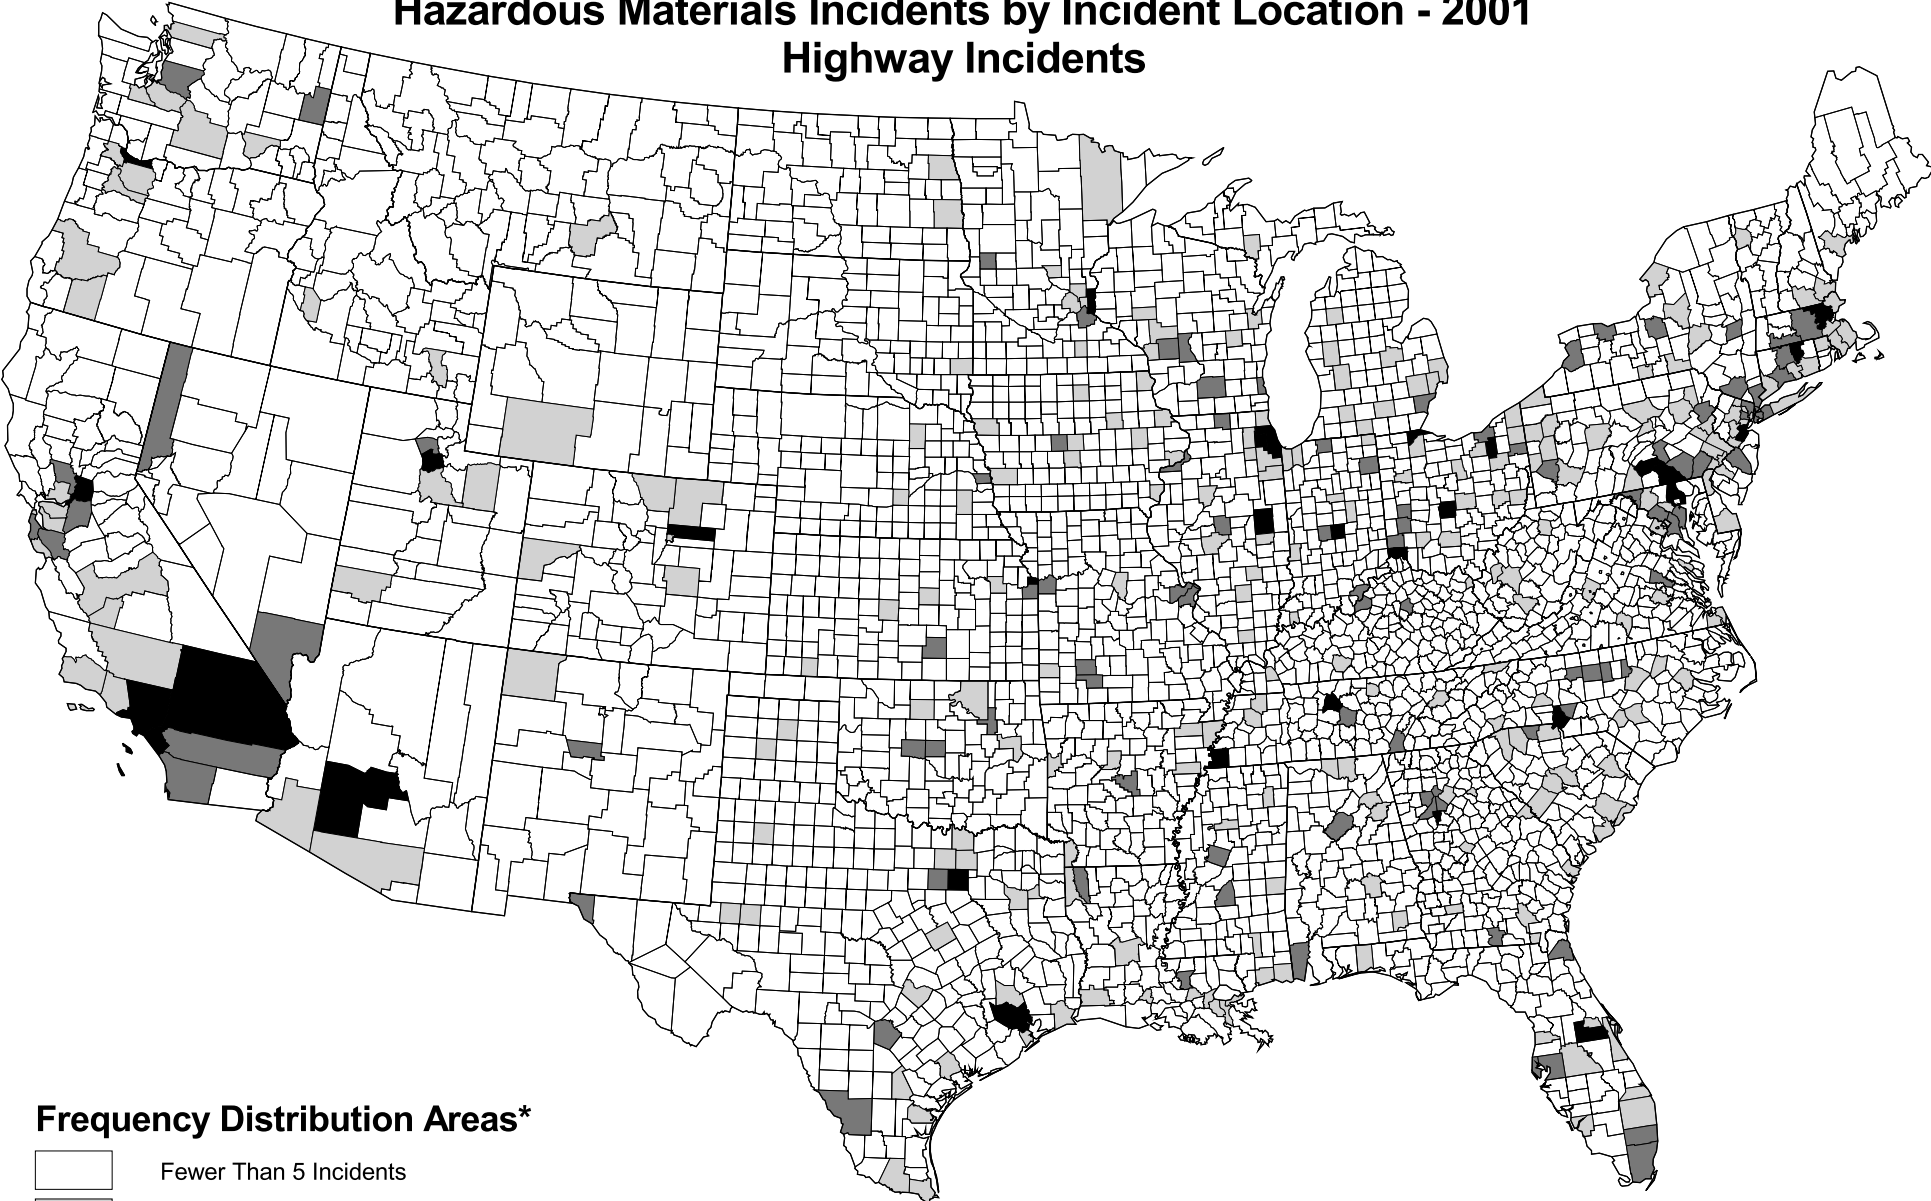 Hazardous Materials Incidents by Incident Location - 2001
Highway Incidents
Frequency Distribution Areas*
Fewer Than 5 Incidents